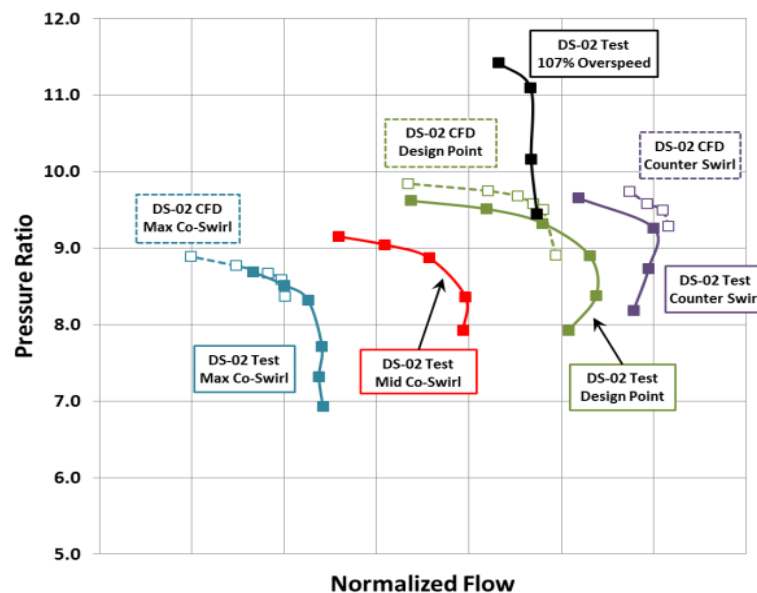 12.0
11.0
10.0
9.0
8.0
7.0
6.0
5.0
Pressure Ratio
Normalized Flow
DS-02 Test
107% Overspeed
DS-02 CFD
Design Point
DS-02 CFD
Counter Swirl
DS-02 CFD
Max Co-Swirl
DS-02 Test
Counter Swirl
DS-02 Test
Max Co-Swirl
DS-02 Test
Mid Co-Swirl
DS-02 Test
Design Point